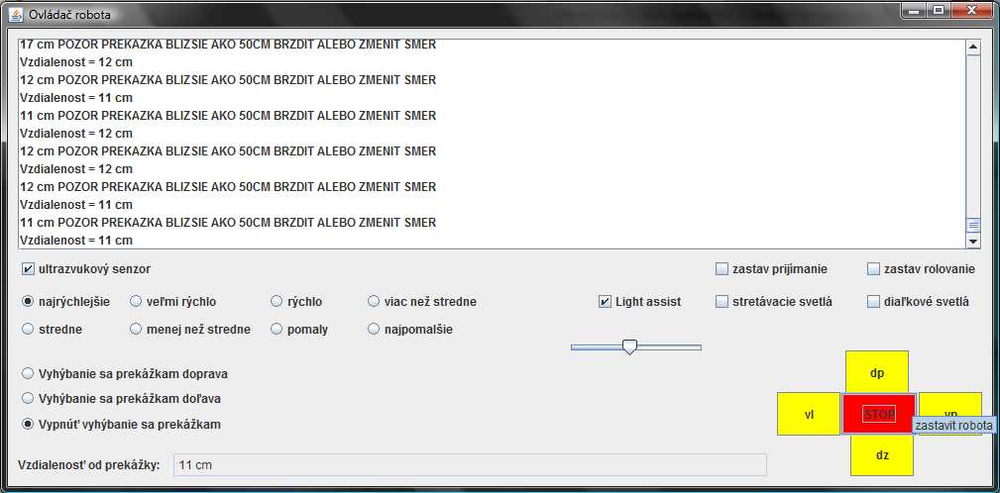 Ovládač robota
17 cm POZOR PREKAZKA BLIZSIE AKO 50CM BRZDIT ALEBO ZMENIT SMER
Vzdialenost = 12 cm
12 cm POZOR PREKAZKA BLIZSIE AKO 50CM BRZDIT ALEBO ZMENIT SMER
Vzdialenost = 11 cm
11 cm POZOR PREKAZKA BLIZSIE AKO 50CM BRZDIT ALEBO ZMENIT SMER
Vzdialenost = 12 cm
12 cm POZOR PREKAZKA BLIZSIE AKO 50CM BRZDIT ALEBO ZMENIT SMER
Vzdialenost = 12 cm
12 cm POZOR PREKAZKA BLIZSIE AKO 50CM BRZDIT ALEBO ZMENIT SMER
Vzdialenost = 11 cm
11 cm POZOR PREKAZKA BLIZSIE AKO 50CM BRZDIT ALEBO ZMENIT SMER
Vzdialenost = 11 cm
ultrazvukový senzor zastav prijímanie zastav rolovanie
najrýchlejšie veľmi rýchlo rýchlo viac než stredne Light assist stretávacie svetlá diaľkové svetlá
stredne menej než stredne pomaly najpomalšie
Vyhýbanie sa prekážkam doprava
dp
Vyhýbanie sa prekážkam doľava
vl STOP
Vypnúť vyhýbanie sa prekážkam
zastavit robota
dz
Vzdialenosť od prekážky: 11 cm